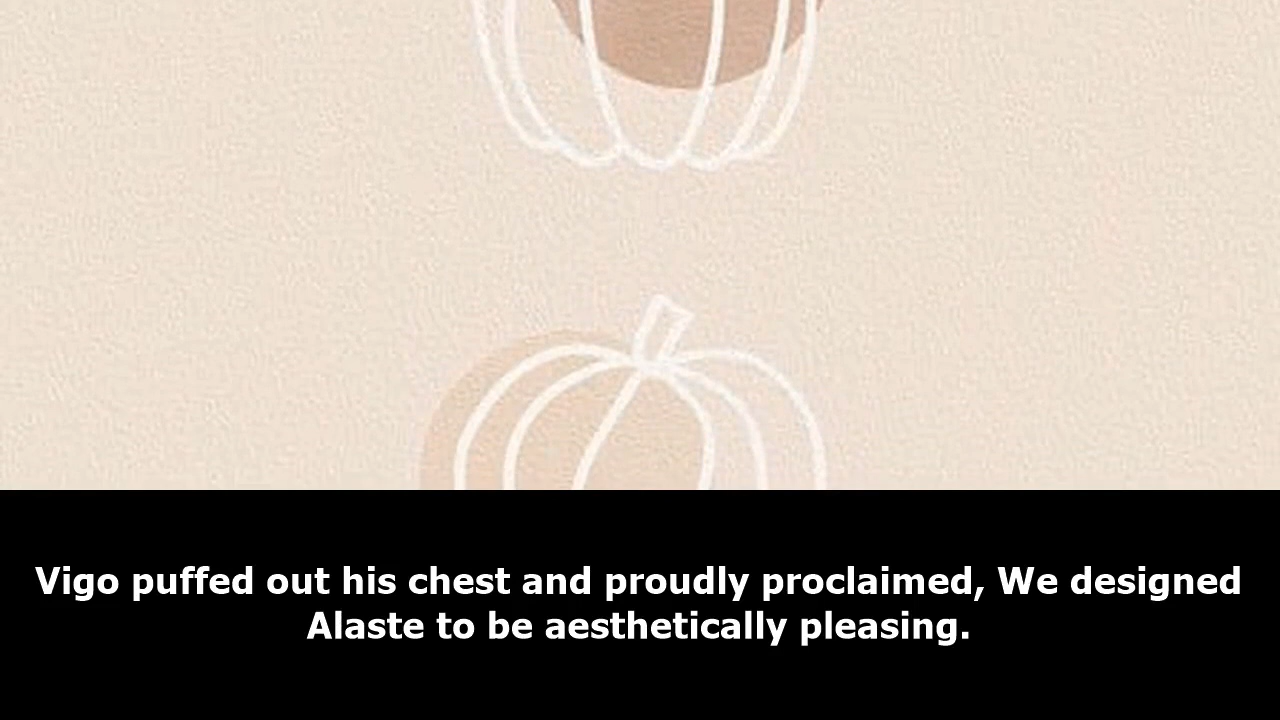 Vigo puffed out his chest and proudly proclaimed, We designed
Alaste to be aesthetically pleasing.